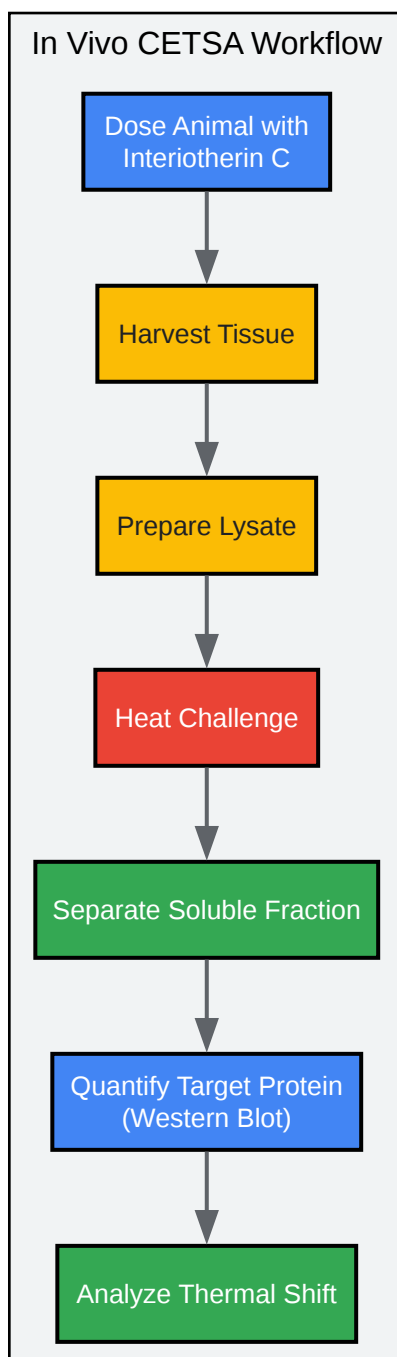 In Vivo CETSA Workflow
Dose Animal with
Interiotherin C
Harvest Tissue
Prepare Lysate
Heat Challenge
Separate Soluble Fraction
Quantify Target Protein
(Western Blot)
Analyze Thermal Shift